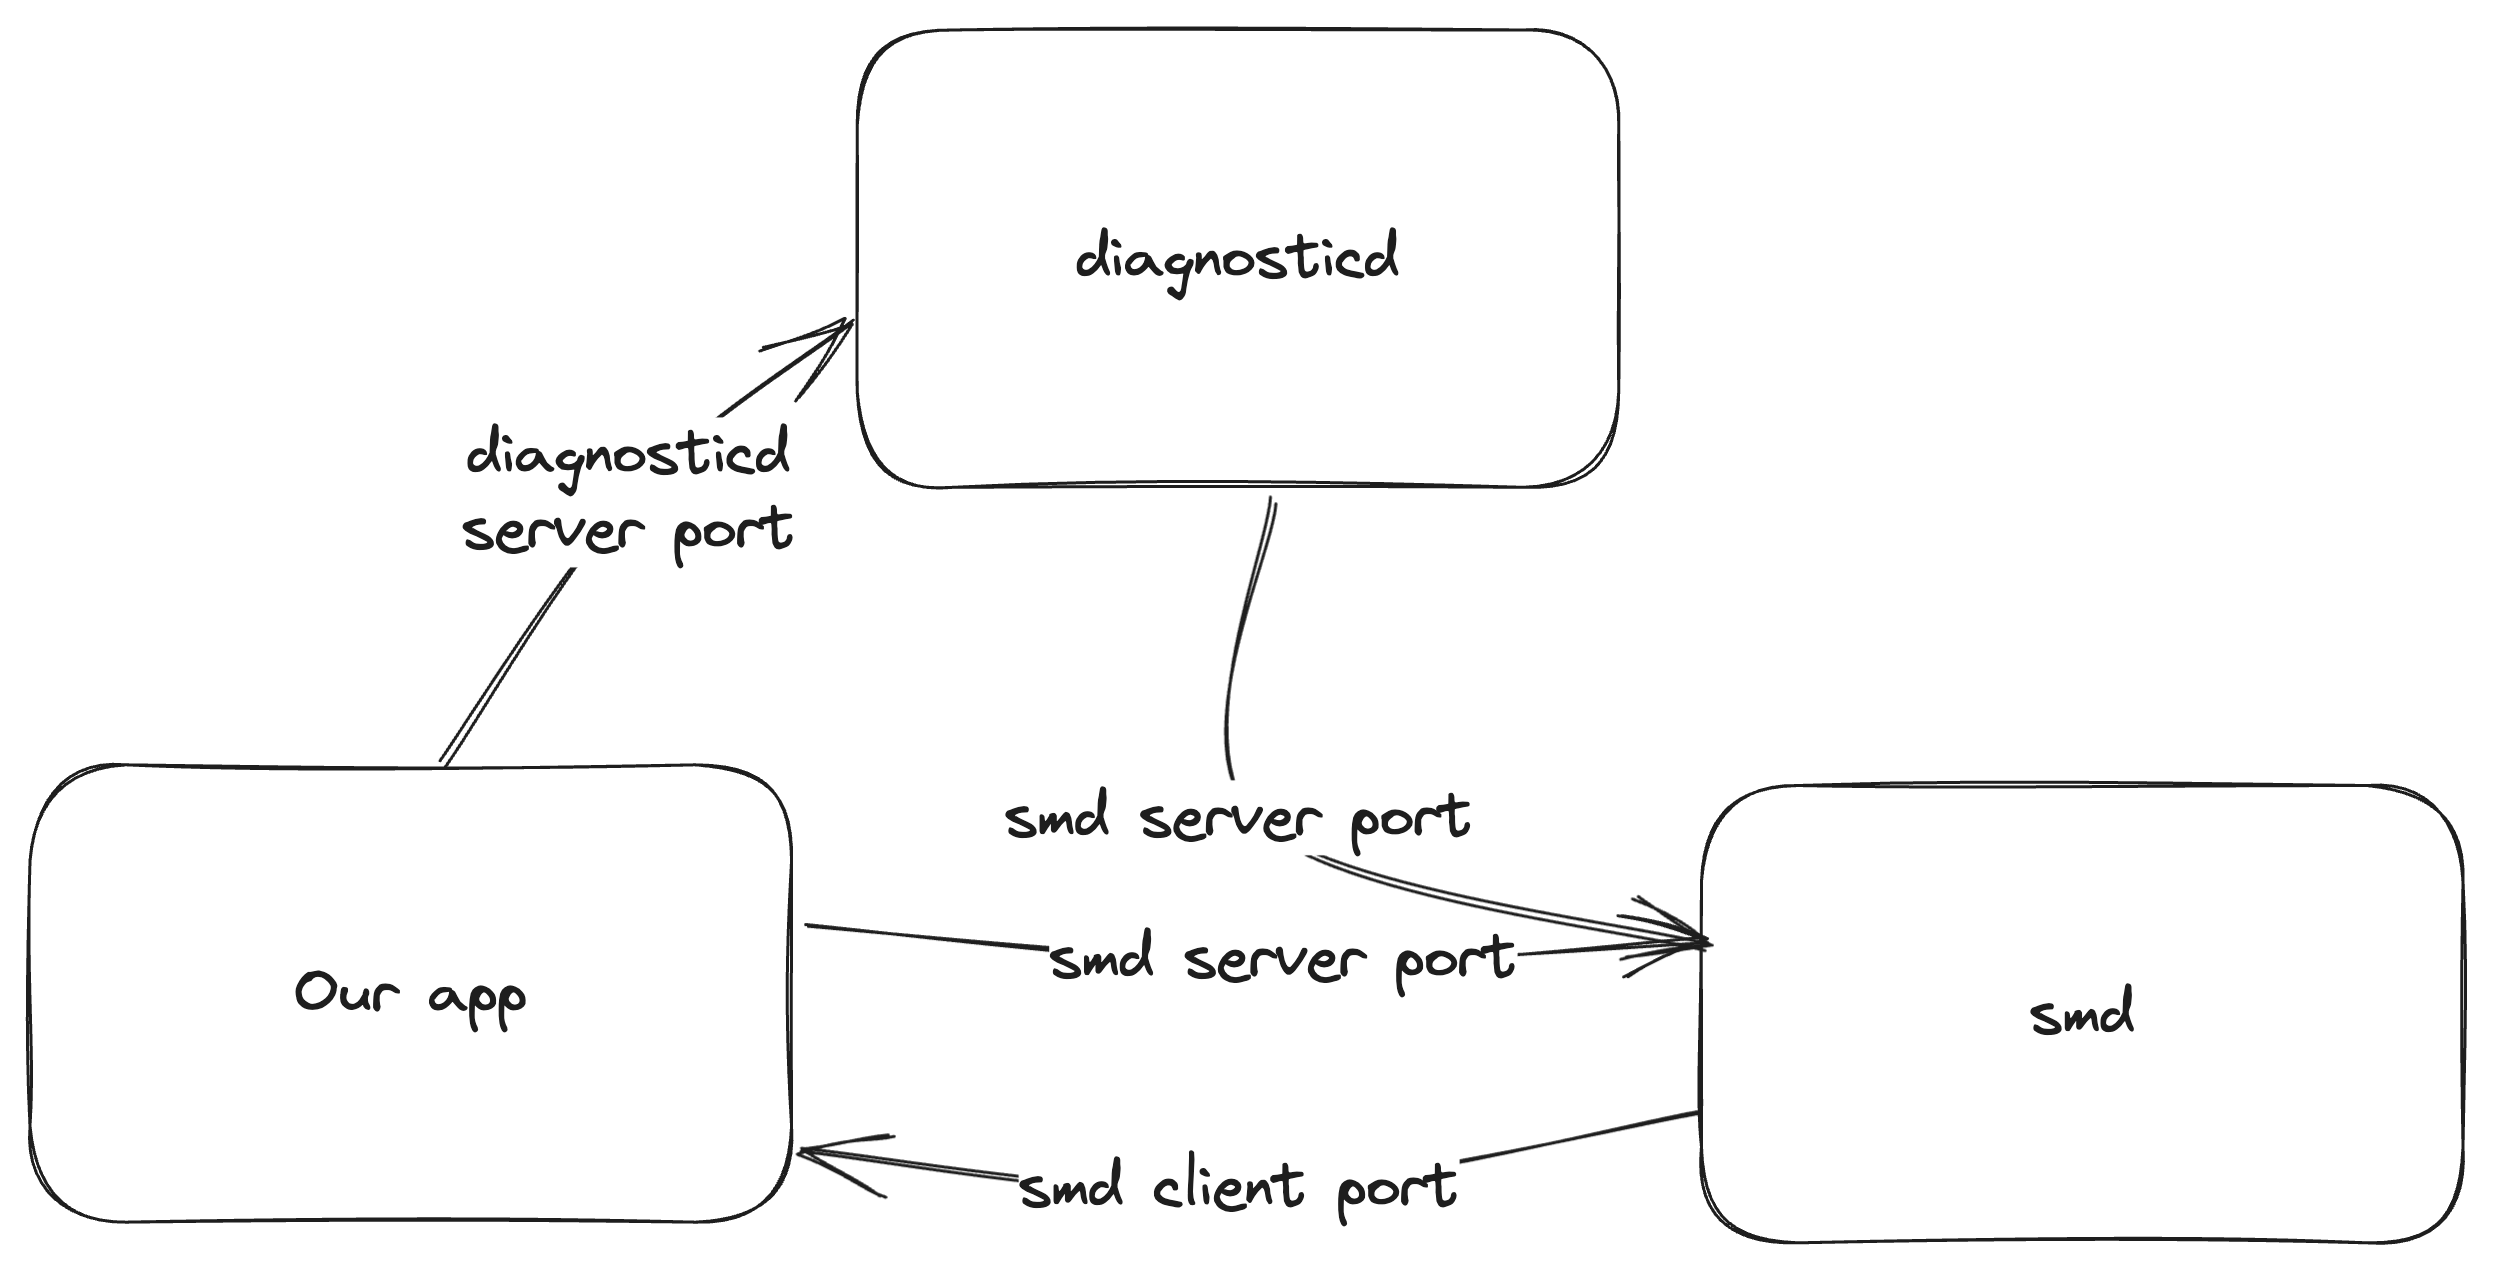 diagnosticd
diagnosticd
server port
smd server port
smd server port
Our app
smd
smd client port